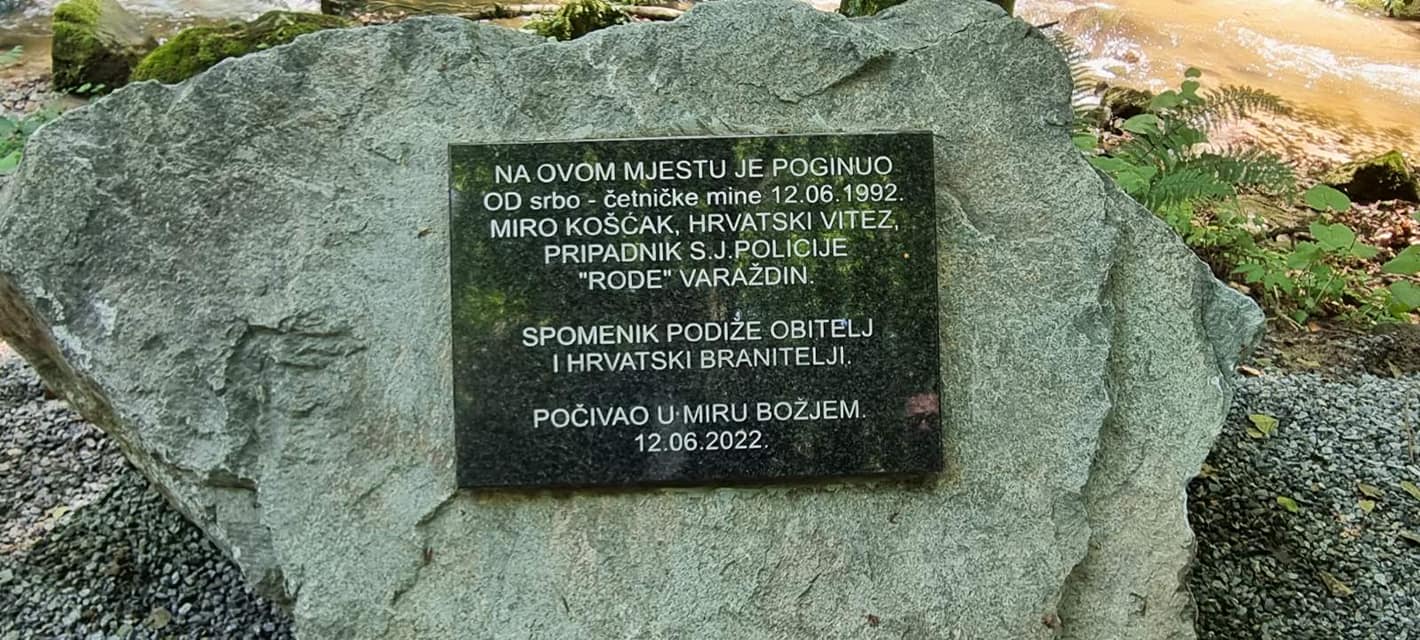 NA OVOM MJESTU JE POGINUO
OD srbo - četničke mine 12.06.1992.
MIRO KOŠĆAK, HRVATSKI VITEZ,
PRIPADNIK S.J.POLICIJE
"RODE" VARAŽDIN.
SPOMENIK PODIŽE OBITELJ
I HRVATSKI BRANITELJI.
POČIVAO U MIRU BOŽJEM.
12.06.2022.